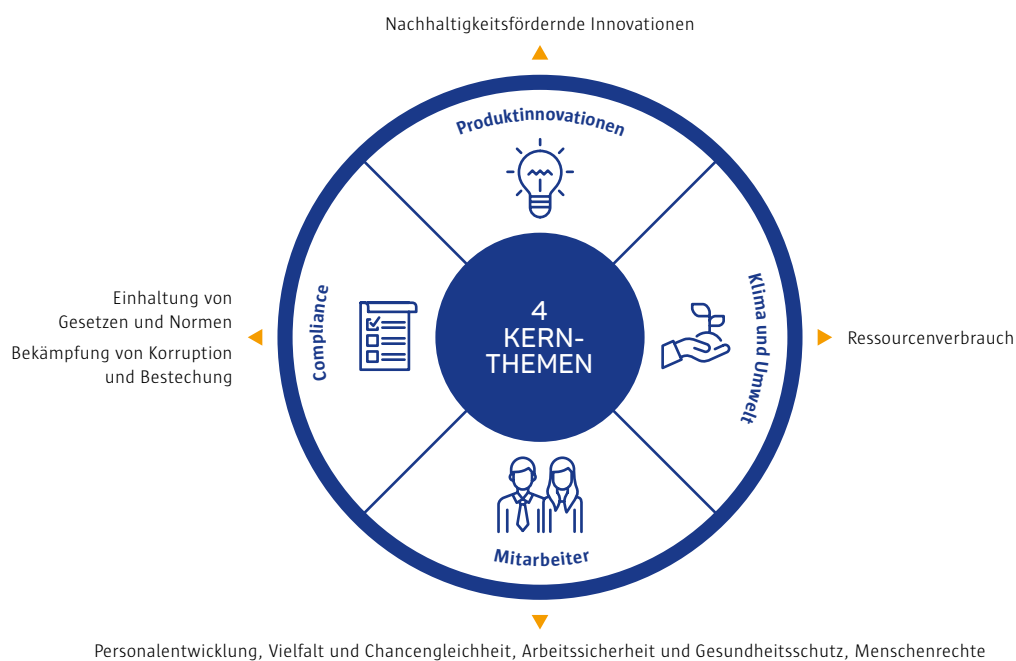 Nachhaltigkeitsfördernde Innovationen
Produktinnovationen
Einhaltung von
Gesetzen und Normen
Bekämpfung von Korruption
und Bestechung
Compliance
4
KERN-
THEMEN
Klima und Umwelt
Ressourcenverbrauch
Mitarbeiter
Personalentwicklung, Vielfalt und Chancengleichheit, Arbeitssicherheit und Gesundheitsschutz, Menschenrechte